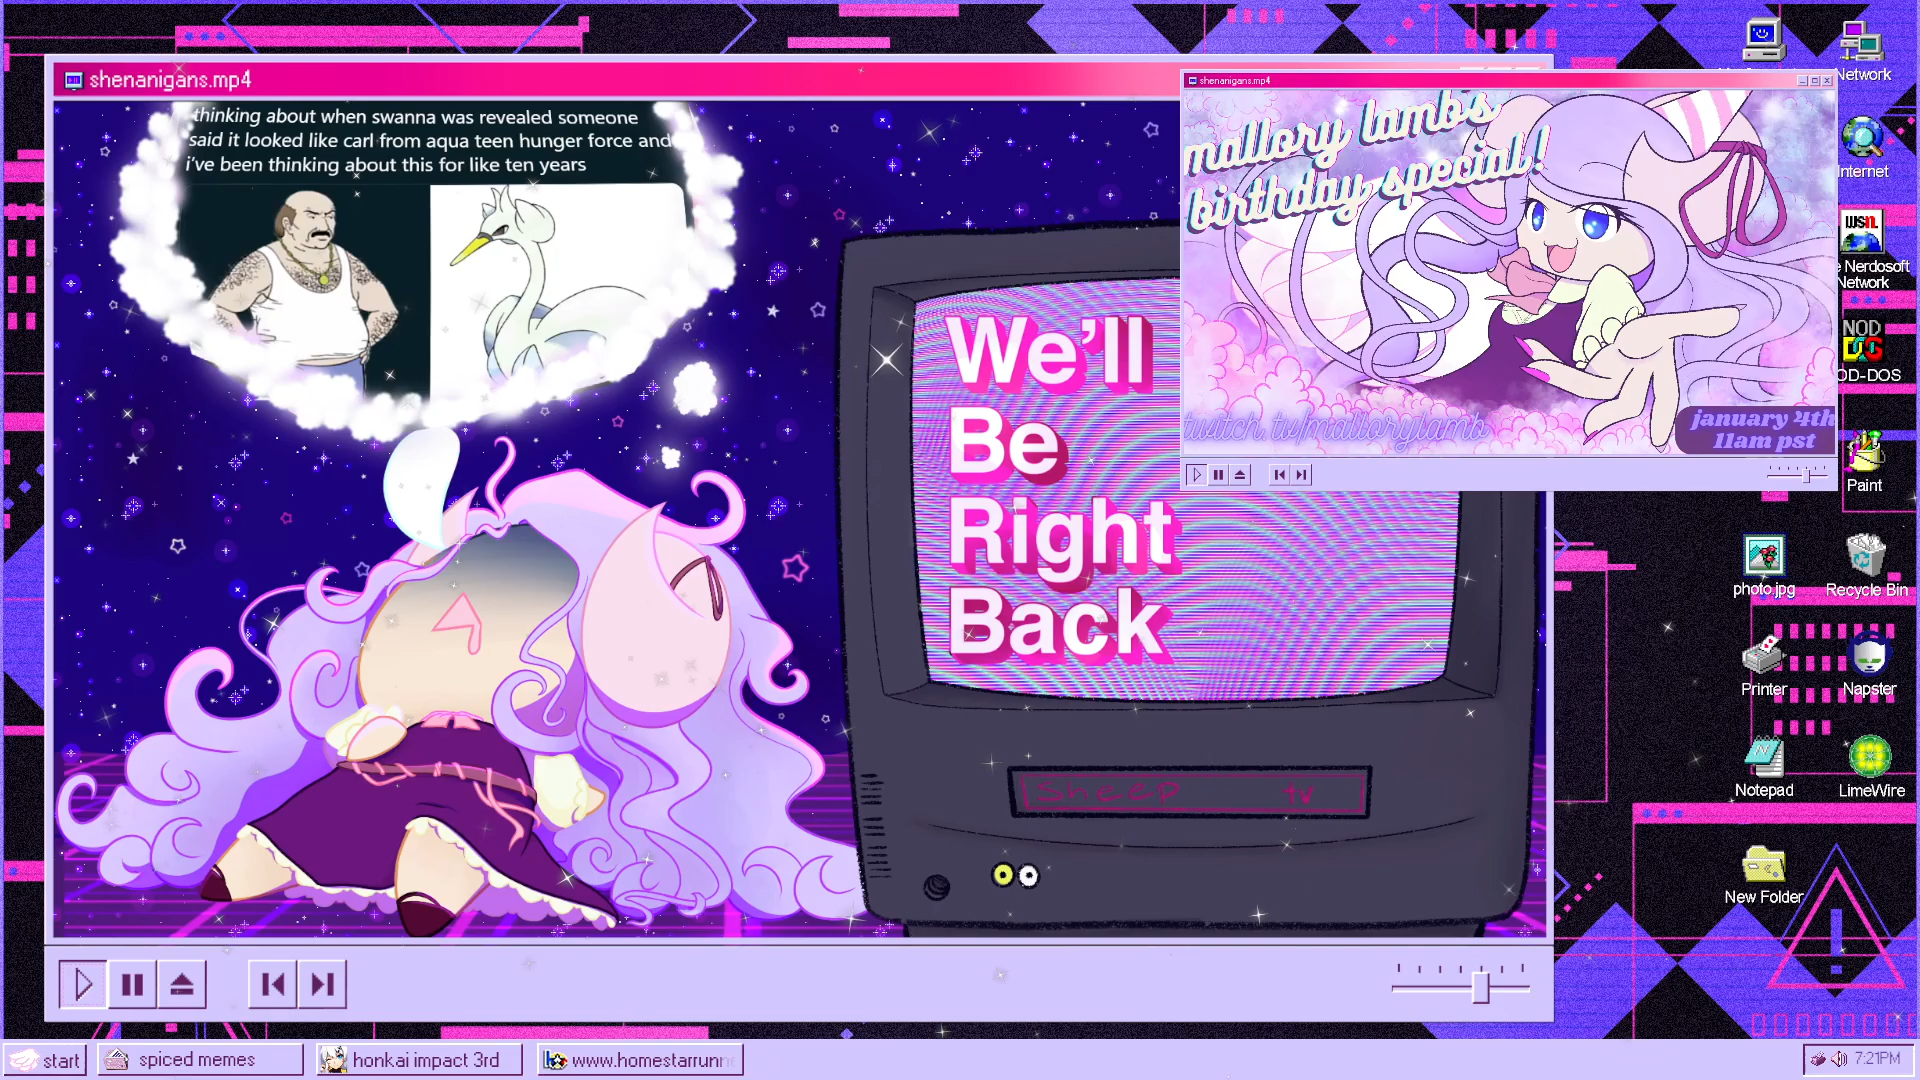 shenanigans.mp4
thinking about when swanna was revealed someone
said it looked like carl from aqua teen hunger force and
i've been thinking about this for like ten years
We'll
Be
Right
Back
Sheep tv
shenanigans.mp4
mallory lamb's
birthday special!
twitch.tv/mallorylamb
january 4th
11am pst
Network
Internet
WSN
e Nerdosoft
Network
NOD
OD-DOS
Paint
photo.jpg
Recycle Bin
Printer
Napster
Notepad
LimeWire
New Folder
start
spiced memes
honkai impact 3rd
www.homestarrunn
7:21PM